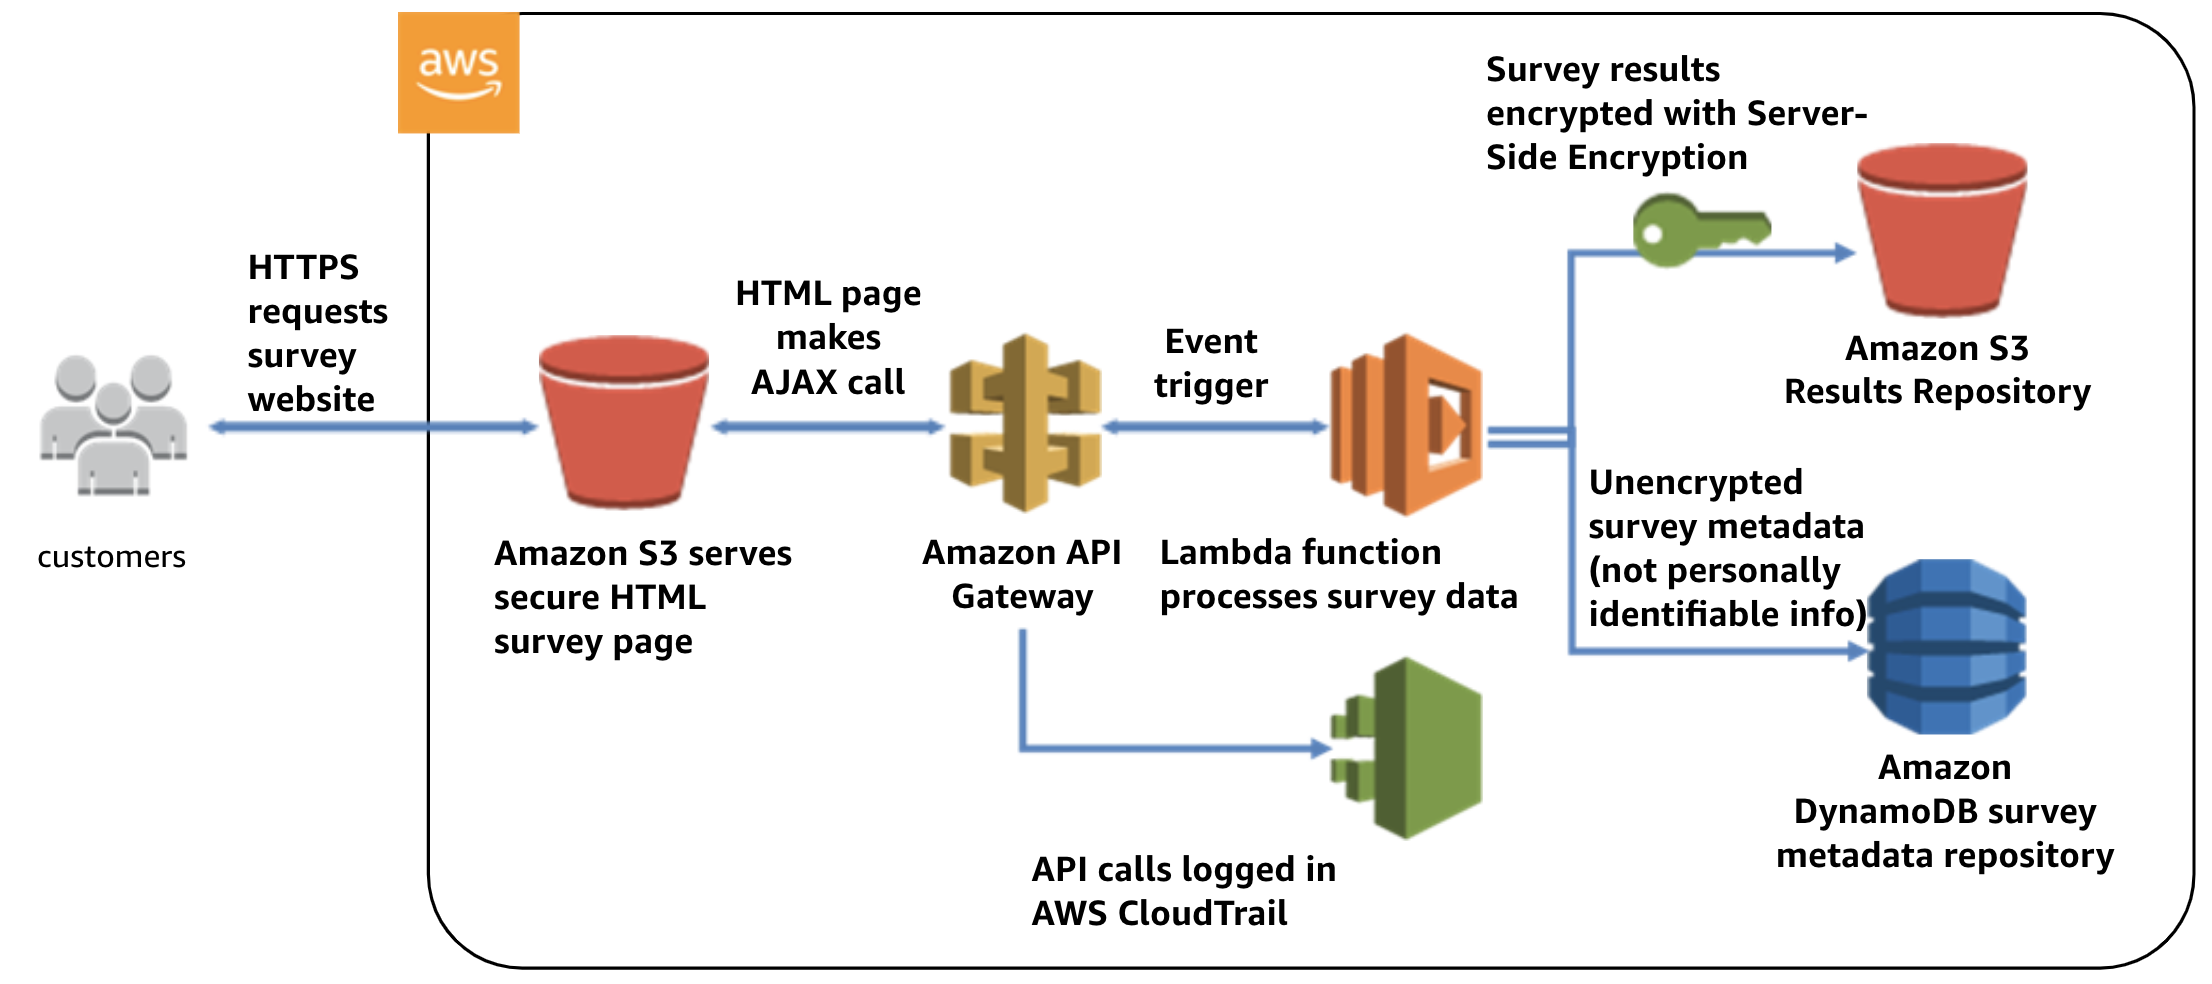 aws
Survey results
encrypted with Server-
Side Encryption
HTTPS
requests
survey
website
HTML page
makes
AJAX call
Event
trigger
Amazon S3
Results Repository
Unencrypted
survey metadata
(not personally
identifiable info)
customers
Amazon S3 serves
secure HTML
survey page
Amazon API
Gateway
Lambda function
processes survey data
Amazon
DynamoDB survey
metadata repository
API calls logged in
AWS CloudTrail